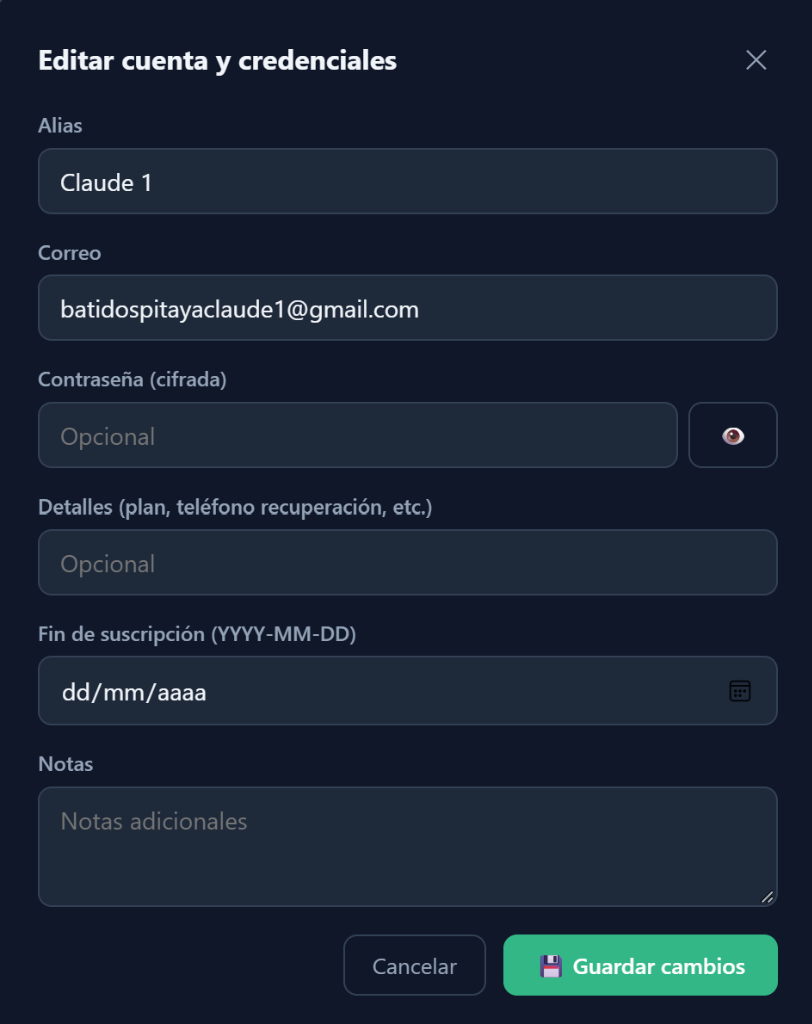 Editar cuenta y credenciales
Alias
Claude 1
Correo
batidospitayaclaude1@gmail.com
Contraseña (cifrada)
Opcional
Detalles (plan, teléfono recuperación, etc.)
Opcional
Fin de suscripción (YYYY-MM-DD)
dd/mm/aaaa
Notas
Notas adicionales
Cancelar
Guardar cambios